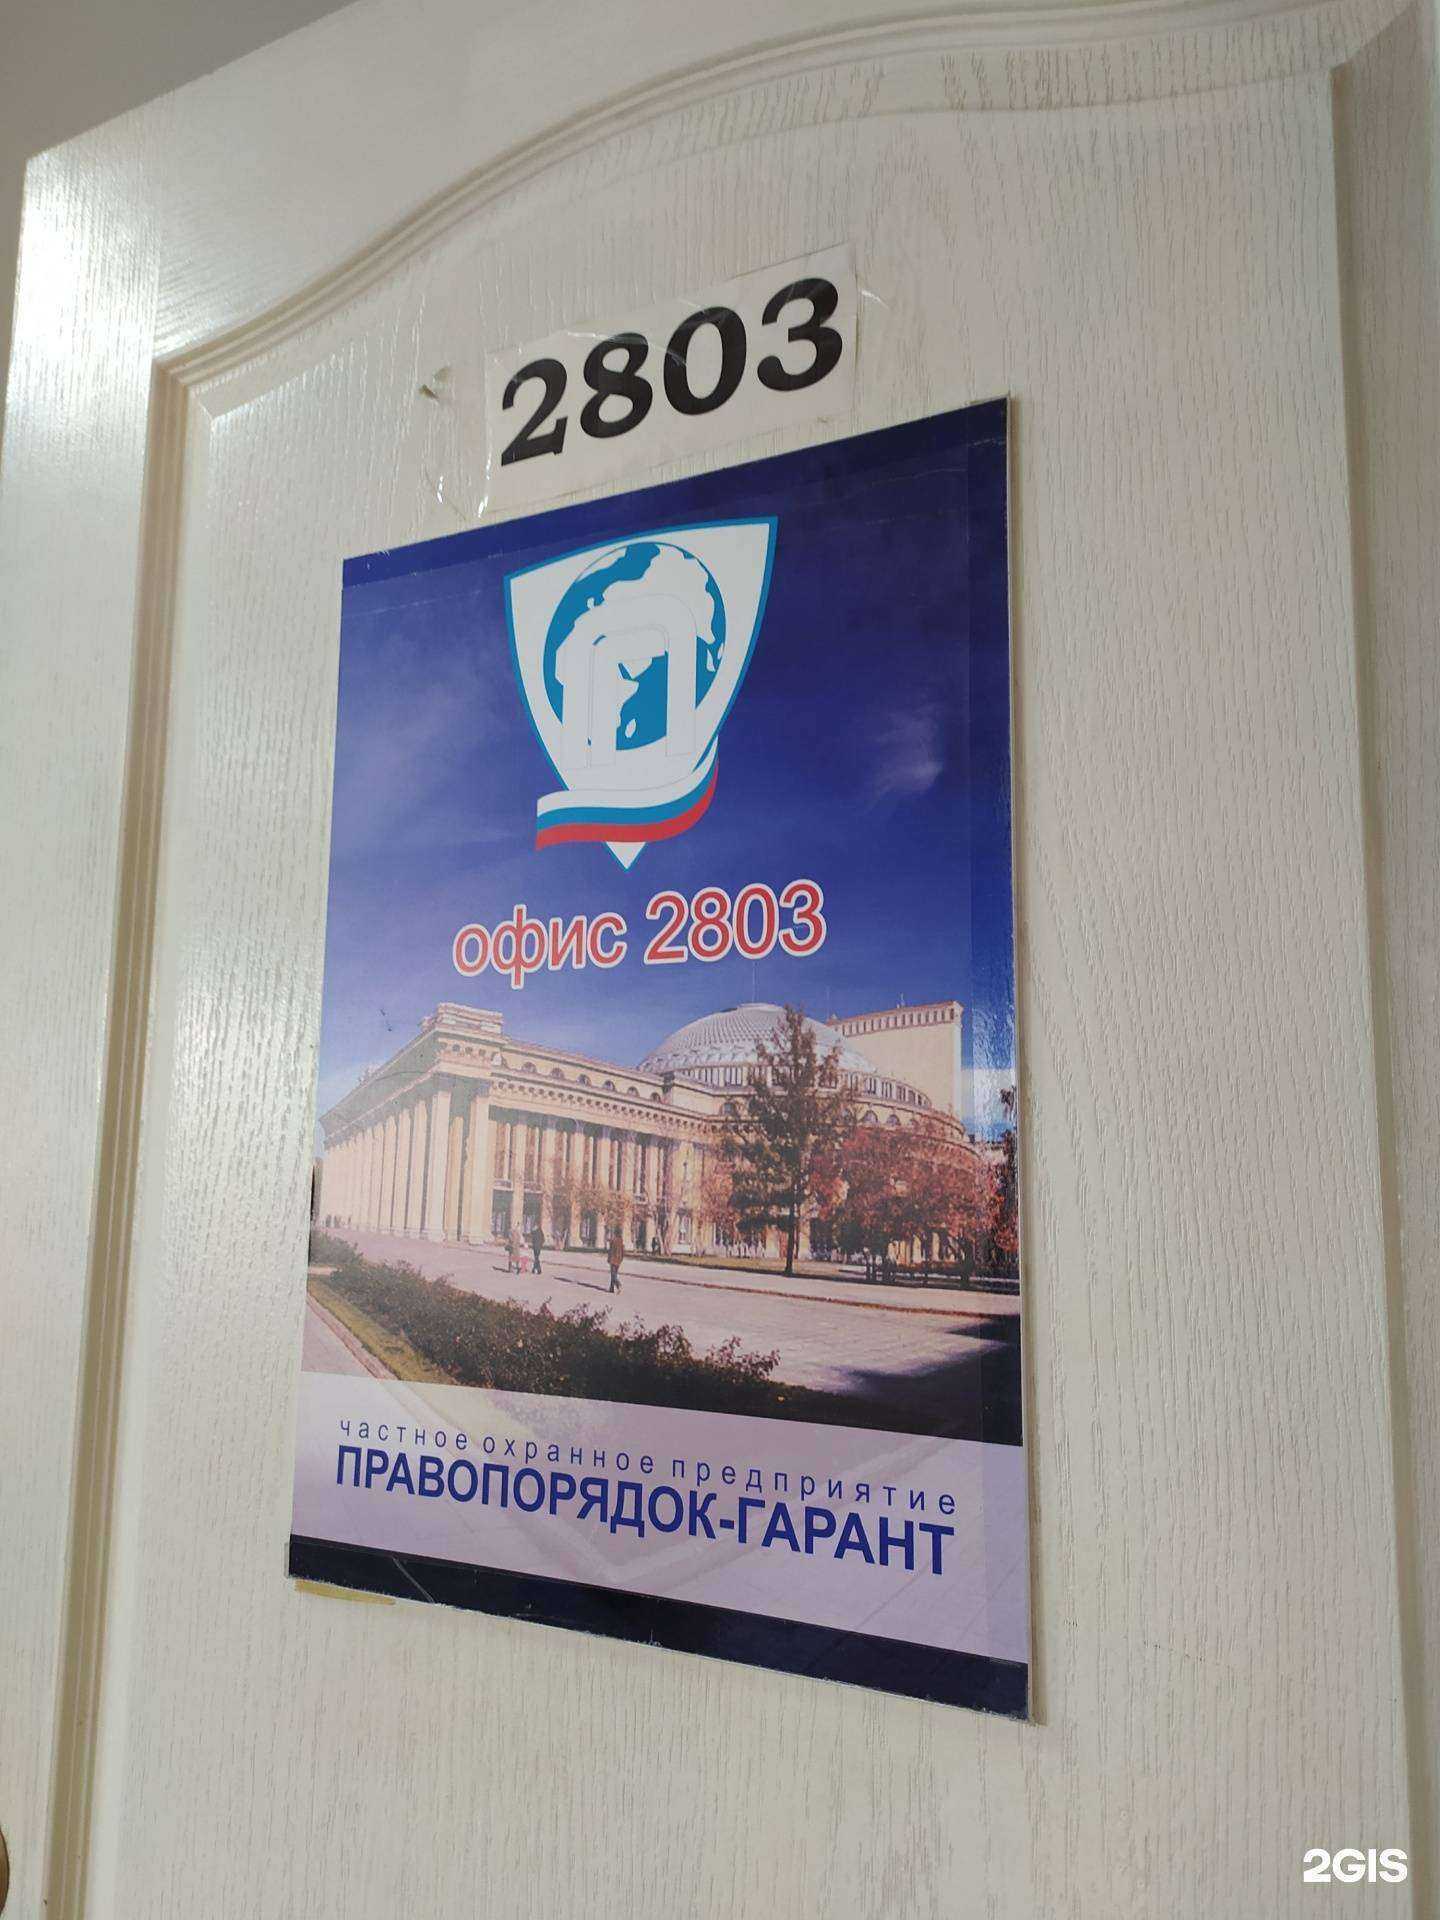 2803
П
офис 2803
частное охранное предприятие
ПРАВОПОРЯДОК-ГАРАНТ
2GIS